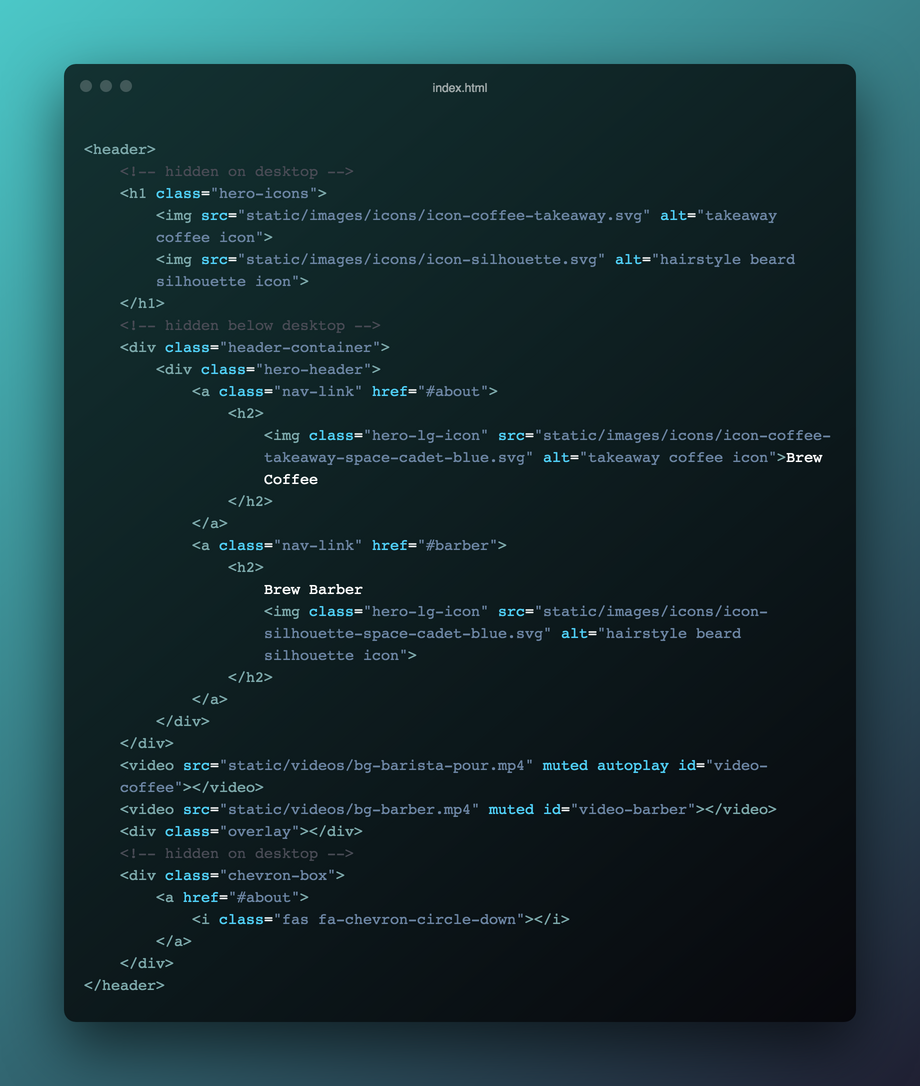 index.html
<header>
<!-- hidden on desktop -->
<h1 class="hero-icons">
<img src="static/images/icons/icon-coffee-takeaway.svg" alt="takeaway
coffee icon">
<img src="static/images/icons/icon-silhouette.svg" alt="hairstyle beard
silhouette icon">
</h1>
<!-- hidden below desktop -->
<div class="header-container">
<div class="hero-header">
<a class="nav-link" href="#about">
<h2>
<img class="hero-lg-icon" src="static/images/icons/icon-coffee-
takeaway-space-cadet-blue.svg" alt="takeaway coffee icon">Brew
Coffee
</h2>
</a>
<a class="nav-link" href="#barber">
<h2>
Brew Barber
<img class="hero-lg-icon" src="static/images/icons/icon-
silhouette-space-cadet-blue.svg" alt="hairstyle beard
silhouette icon">
</h2>
</a>
</div>
</div>
<video src="static/videos/bg-barista-pour.mp4" muted autoplay id="video-
coffee"></video>
<video src="static/videos/bg-barber.mp4" muted id="video-barber"></video>
<div class="overlay"></div>
<!-- hidden on desktop -->
<div class="chevron-box">
<a href="#about">
<i class="fas fa-chevron-circle-down"></i>
</a>
</div>
</header>